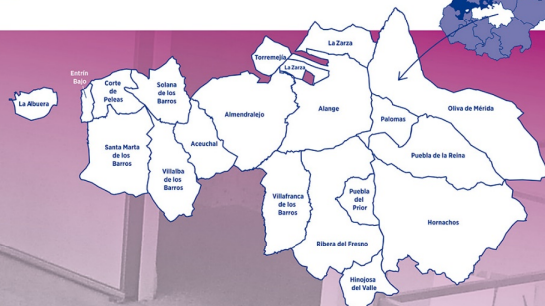 La Zarza
Torremejía
La Zarza
Entrín
Bajo
Corte
de
Peleas
Solana
de los
Barros
La Albuera
Almendralejo
Alange
Oliva de Mérida
Palomas
Santa Marta
de los
Barros
Aceuchal
Puebla de la Reina
Villalba
de los
Barros
Villafranca
de los
Barros
Puebla
del
Prior
Hornachos
Ribera del Fresno
Hinojosa
del Valle